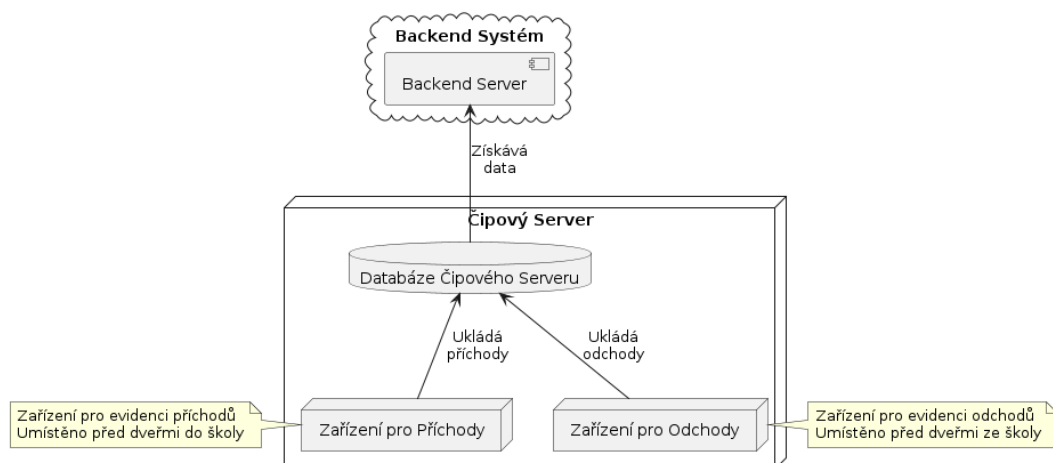 Backend Systém
Backend Server
Získává
data
Čipový Server
Databáze Čipového Serveru
Ukládá
příchody
Ukládá
odchody
Zařízení pro evidenci příchodů
Umístěno před dveřmi do školy
Zařízení pro Příchody
Zařízení pro Odchody
Zařízení pro evidenci odchodů
Umístěno před dveřmi ze školy